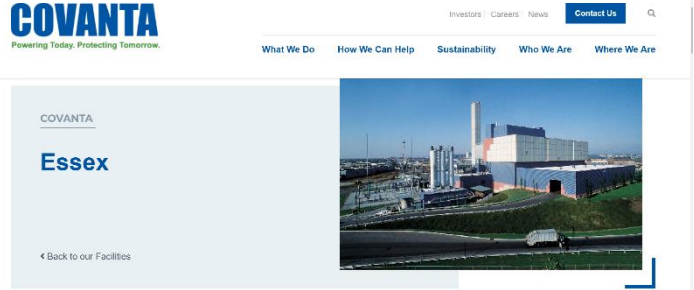 COVANTA
Powering Today. Protecting Tomorrow.
Investors Careers News Contact Us
What We Do How We Can Help Sustainability Who We Are Where We Are
COVANTA
Essex
Back to our Facilities